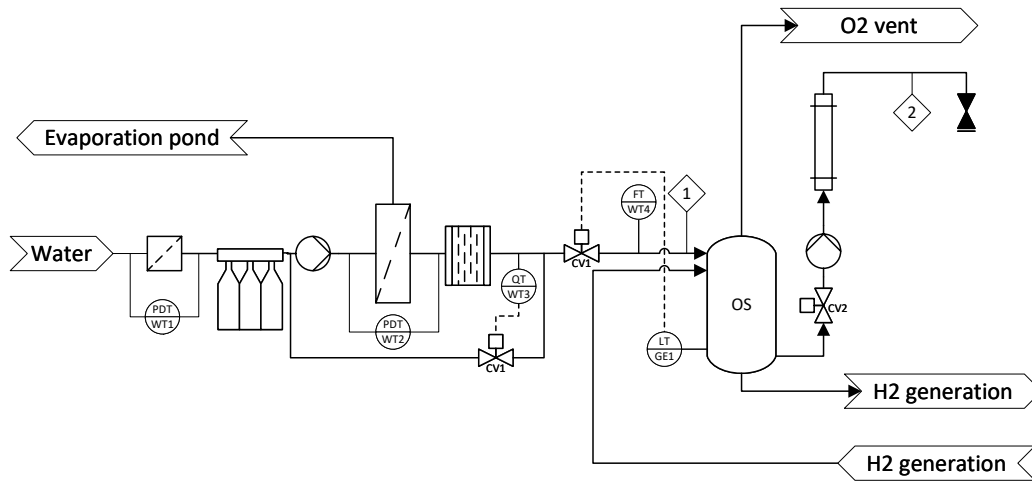 O2 vent
2
Evaporation pond
1
FT
WT4
Water
CV1
QT
WT3
PDT
WT1
PDT
WT2
CV1
LT
GE1
OS
CV2
H2 generation
H2 generation